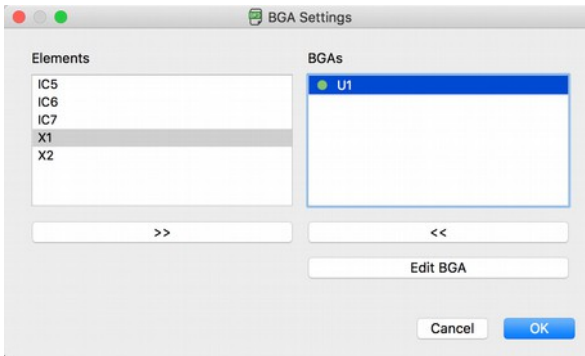 BGA Settings
Elements
BGAs
IC5
IC6
IC7
X1
X2
U1
>>
<<
Edit BGA
Cancel
OK